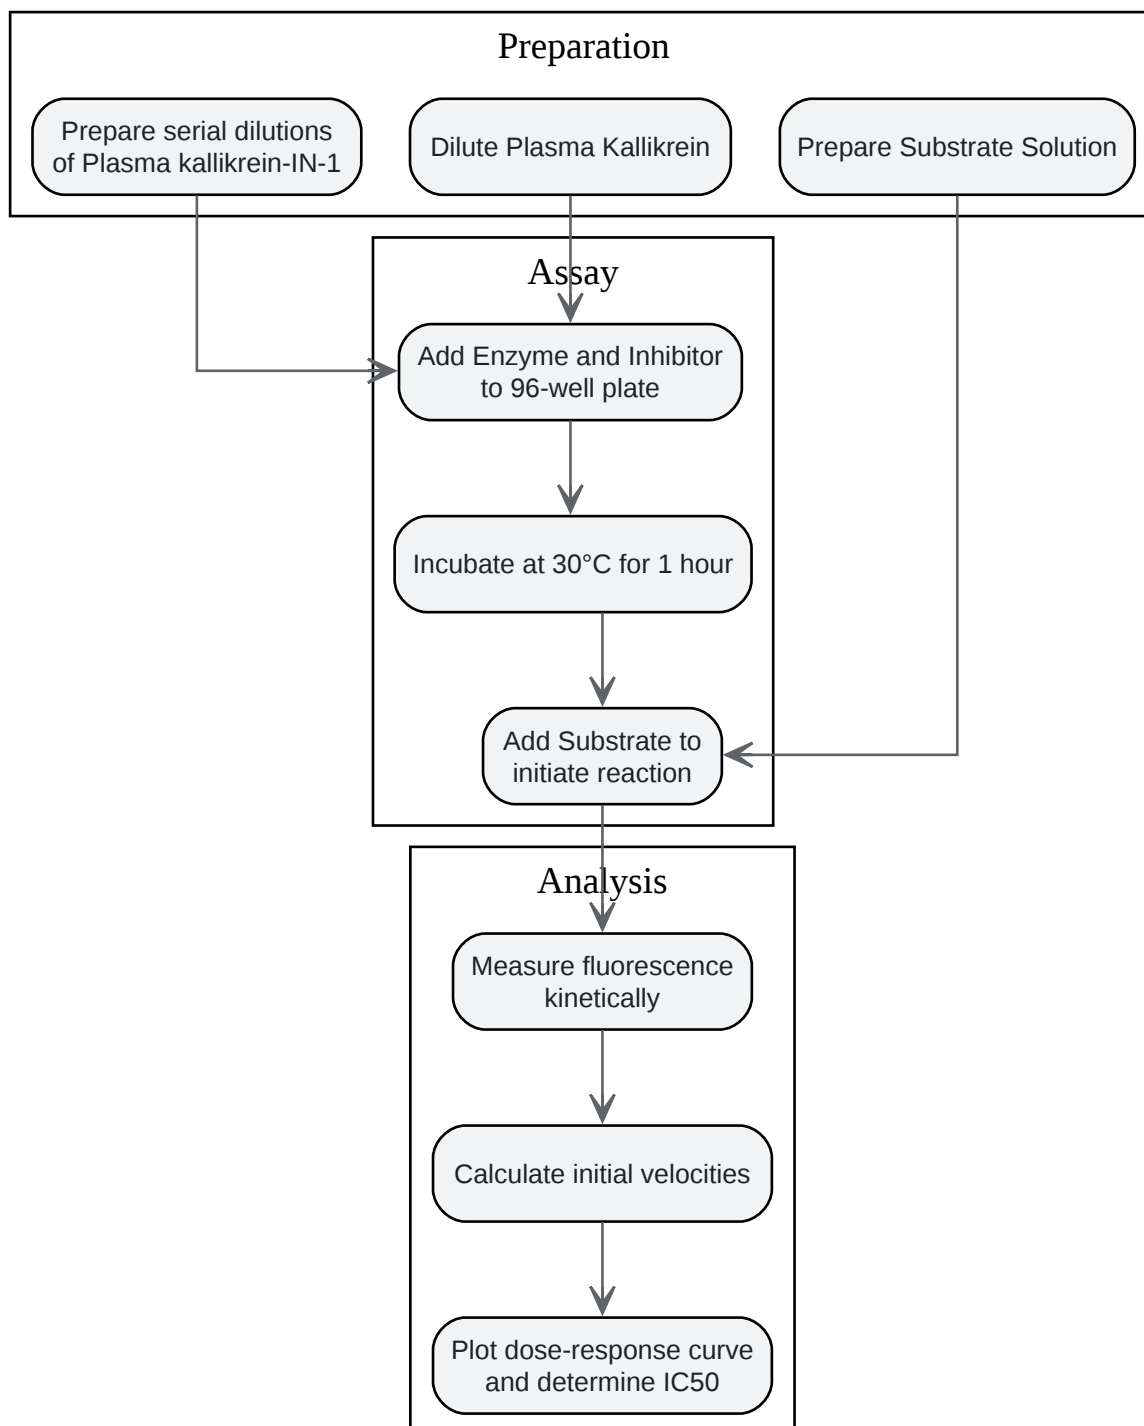 Preparation
Prepare serial dilutions
of Plasma kallikrein-IN-1
Dilute Plasma Kallikrein
Prepare Substrate Solution
Assay
Add Enzyme and Inhibitor
to 96-well plate
Incubate at 30°C for 1 hour
Add Substrate to
initiate reaction
Analysis
Measure fluorescence
kinetically
Calculate initial velocities
Plot dose-response curve
and determine IC50